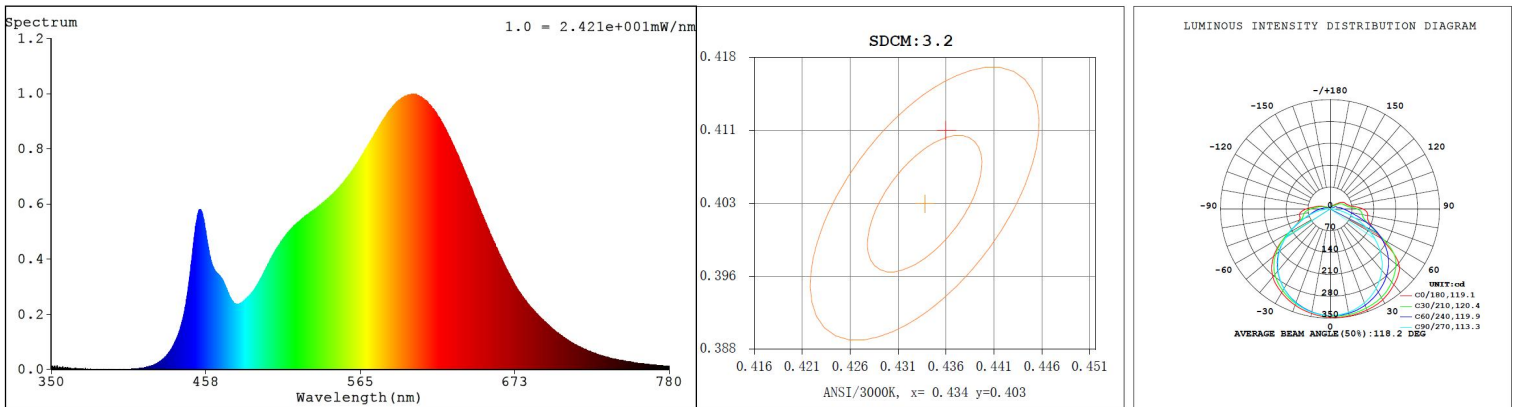 Spectrum
1.0 = 2.421e+001mW/nm
1.2
1.0
0.8
0.6
0.4
0.2
0.0
350 458 565 673 780
Wavelength(nm)
SDCM:3.2
0.418
0.411
0.403
0.396
0.388
0.416 0.421 0.426 0.431 0.436 0.441 0.446 0.451
ANSI/3000K, x= 0.434 y=0.403
LUMINOUS INTENSITY DISTRIBUTION DIAGRAM
-/+180
-150 150
-120 120
-90 90
-60 60
-30 30
0
0
70
140
210
280
350
UNIT:cd
C0/180,119.1
C30/210,120.4
C60/240,119.9
C90/270,113.3
AVERAGE BEAM ANGLE(50%):118.2 DEG